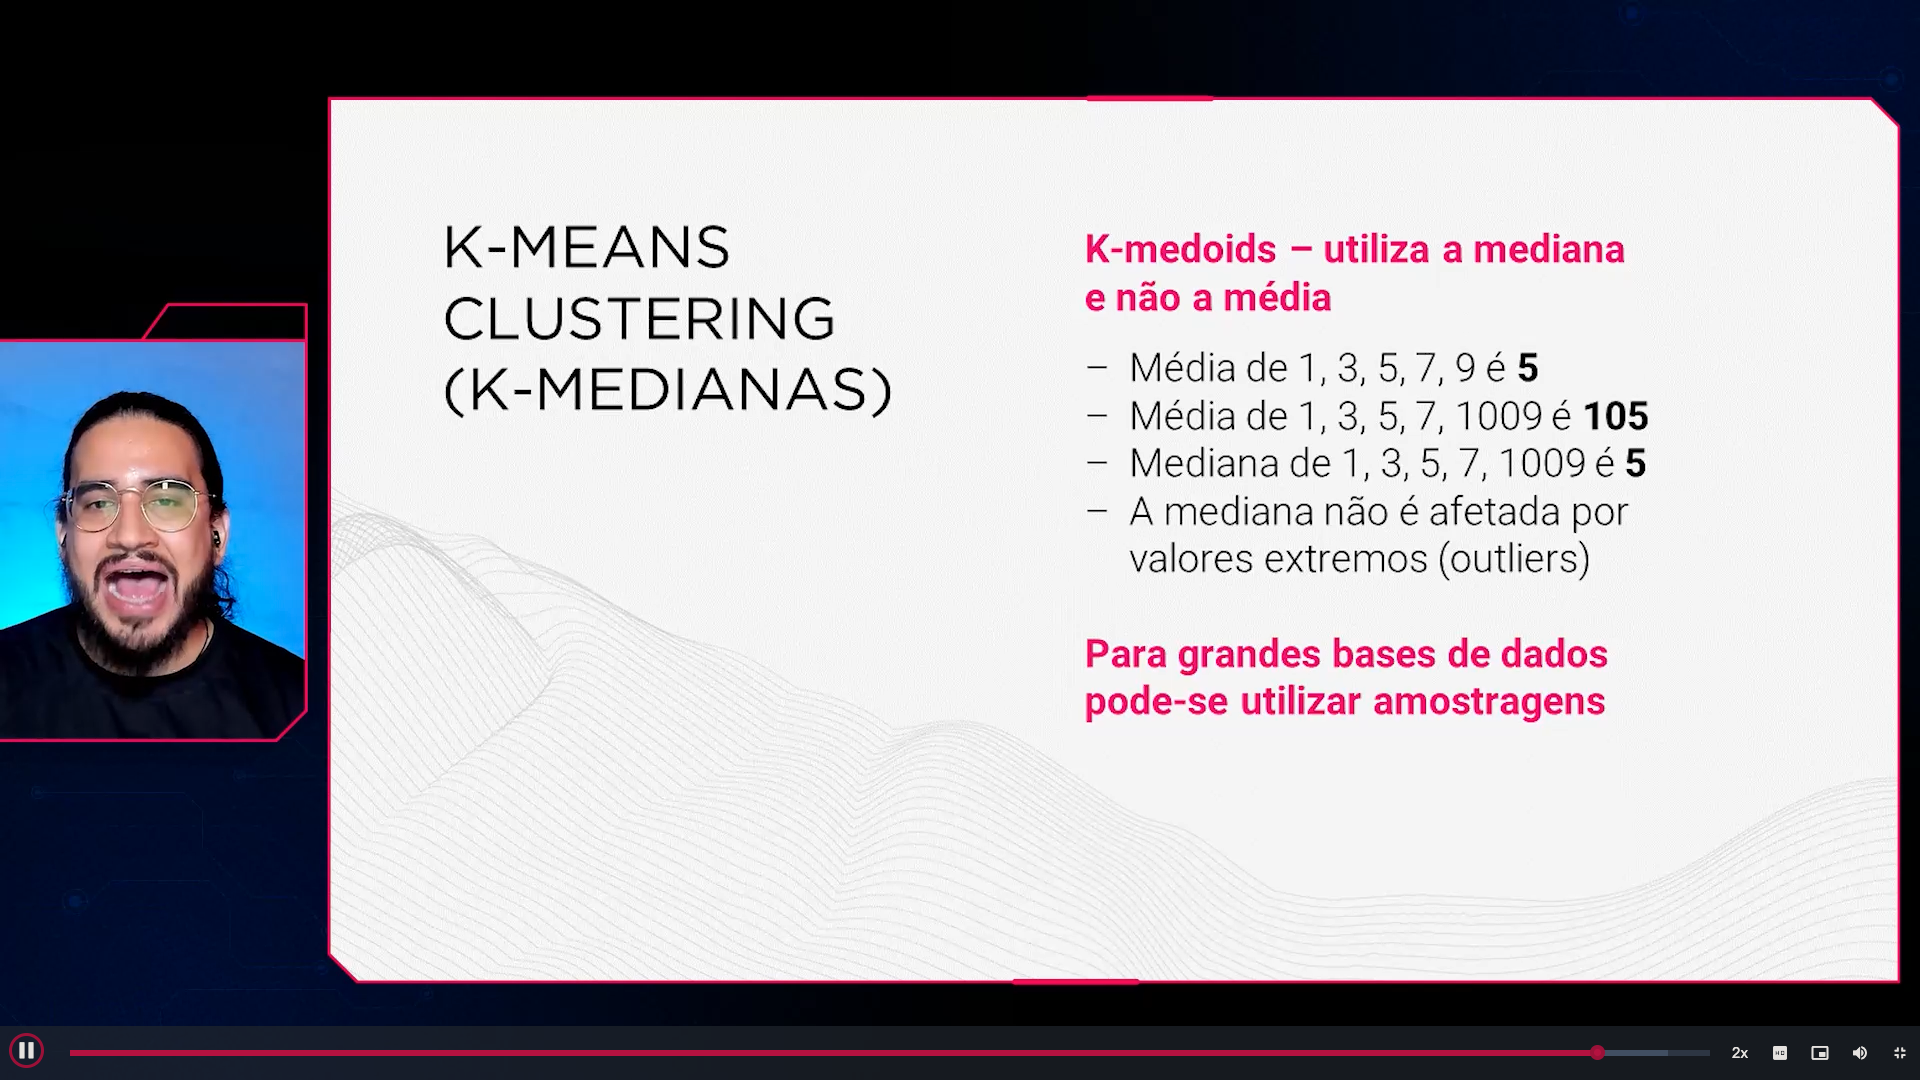 K-MEANS
CLUSTERING
(K-MEDIANAS)
K-medoids – utiliza a mediana
e não a média
– Média de 1, 3, 5, 7, 9 é 5
– Média de 1, 3, 5, 7, 1009 é 105
– Mediana de 1, 3, 5, 7, 1009 é 5
– A mediana não é afetada por
valores extremos (outliers)
Para grandes bases de dados
pode-se utilizar amostragens
2x
HD